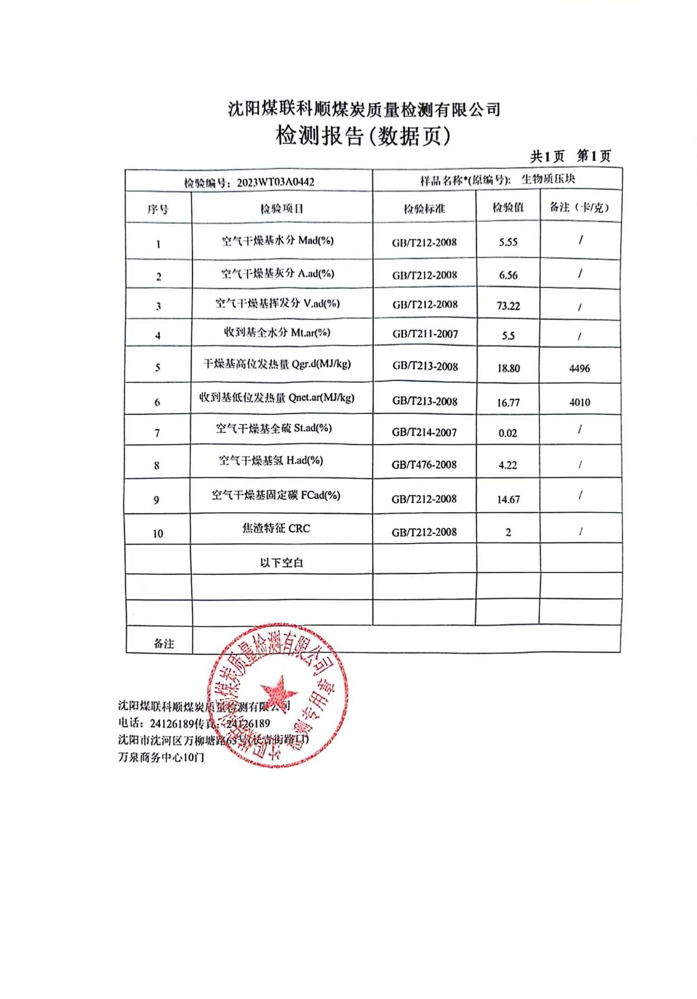 沈阳煤联科顺煤炭质量检测有限公司
检测报告(数据页)
共1页 第1页
检验编号：2023WT03A0442 样品名称*(原编号): 生物质压块
序号 检验项目 检验标准 检验值 备注（卡/克）
1 空气干燥基水分 Mad(%) GB/T212-2008 5.55 /
2 空气干燥基灰分 A.ad(%) GB/T212-2008 6.56 /
3 空气干燥基挥发分 V.ad(%) GB/T212-2008 73.22 /
4 收到基全水分 Mt.ar(%) GB/T211-2007 5.5 /
5 干燥基高位发热量 Qgr.d(MJ/kg) GB/T213-2008 18.80 4496
6 收到基低位发热量 Qnet.ar(MJ/kg) GB/T213-2008 16.77 4010
7 空气干燥基全硫 St.ad(%) GB/T214-2007 0.02 /
8 空气干燥基氢 H.ad(%) GB/T476-2008 4.22 /
9 空气干燥基固定碳 FCad(%) GB/T212-2008 14.67 /
10 焦渣特征 CRC GB/T212-2008 2 /
以下空白
备注
沈阳煤联科顺煤炭质量检测有限公司
电话：24126189传真：24126189
沈阳市沈河区万柳塘路63号(长青街路口)
万泉商务中心10门
沈阳煤联科顺煤炭质量检测有限公司
章用专